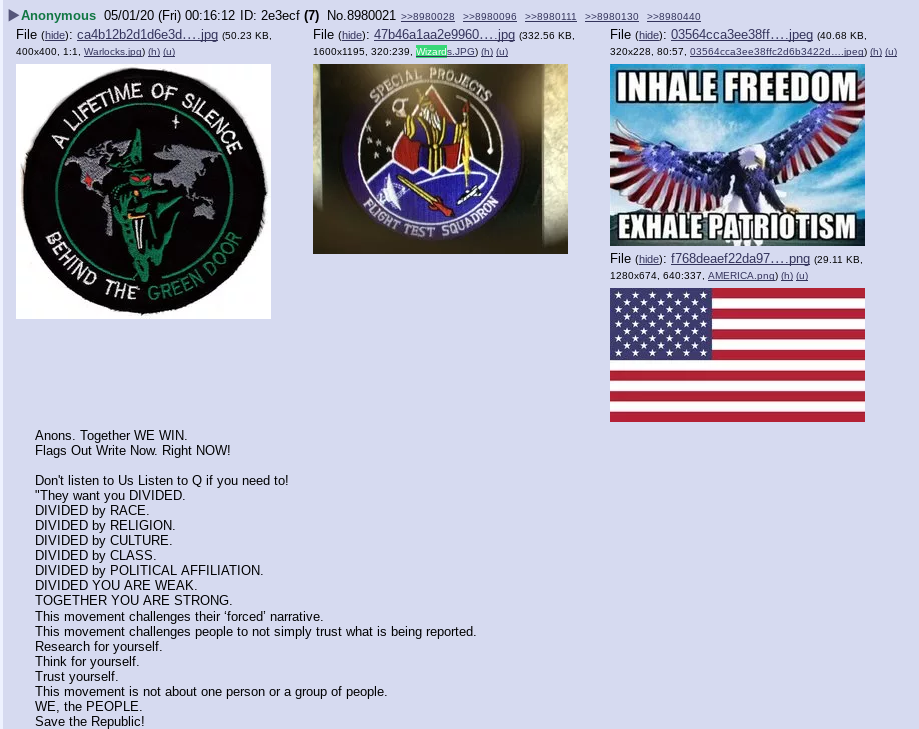 ▶Anonymous 05/01/20 (Fri) 00:16:12 ID: 2e3ecf (7) No.8980021 >>8980028 >>8980096 >>8980111 >>8980130 >>8980440
File (hide): ca4b12b2d1d6e3d….jpg (50.23 KB, 400x400, 1:1, Warlocks.jpg) (h) (u)
A LIFETIME OF SILENCE
BEHIND THE GREEN DOOR
File (hide): 47b46a1aa2e9960….jpg (332.56 KB, 1600x1195, 320:239, Wizards.JPG) (h) (u)
SPECIAL PROJECTS
FLIGHT TEST SQUADRON
File (hide): 03564cca3ee38ff….jpeg (40.68 KB, 320x228, 80:57, 03564cca3ee38ffc2d6b3422d….jpeg) (h) (u)
INHALE FREEDOM
EXHALE PATRIOTISM
File (hide): f768deaef22da97….png (29.11 KB, 1280x674, 640:337, AMERICA.png) (h) (u)
Anons. Together WE WIN.
Flags Out Write Now. Right NOW!
Don't listen to Us Listen to Q if you need to!
"They want you DIVIDED.
DIVIDED by RACE.
DIVIDED by RELIGION.
DIVIDED by CULTURE.
DIVIDED by CLASS.
DIVIDED by POLITICAL AFFILIATION.
DIVIDED YOU ARE WEAK.
TOGETHER YOU ARE STRONG.
This movement challenges their ‘forced’ narrative.
This movement challenges people to not simply trust what is being reported.
Research for yourself.
Think for yourself.
Trust yourself.
This movement is not about one person or a group of people.
WE, the PEOPLE.
Save the Republic!